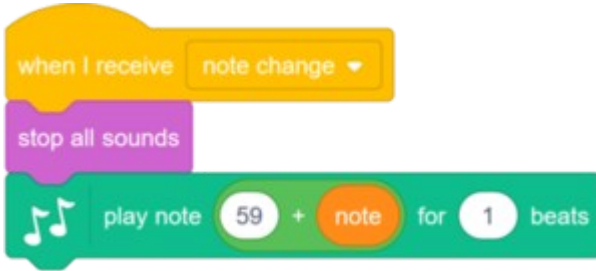 when I receive note change
stop all sounds
play note 59 + note for 1 beats